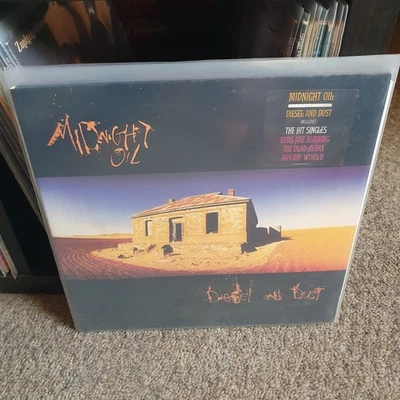 MIDNIGHT
OIL
MIDNIGHT OIL
DIESEL AND DUST
INCLUDES
THE HIT SINGLES
BEDS ARE BURNING
THE DEAD HEART
DREAM WORLD
DIESEL AND DUST